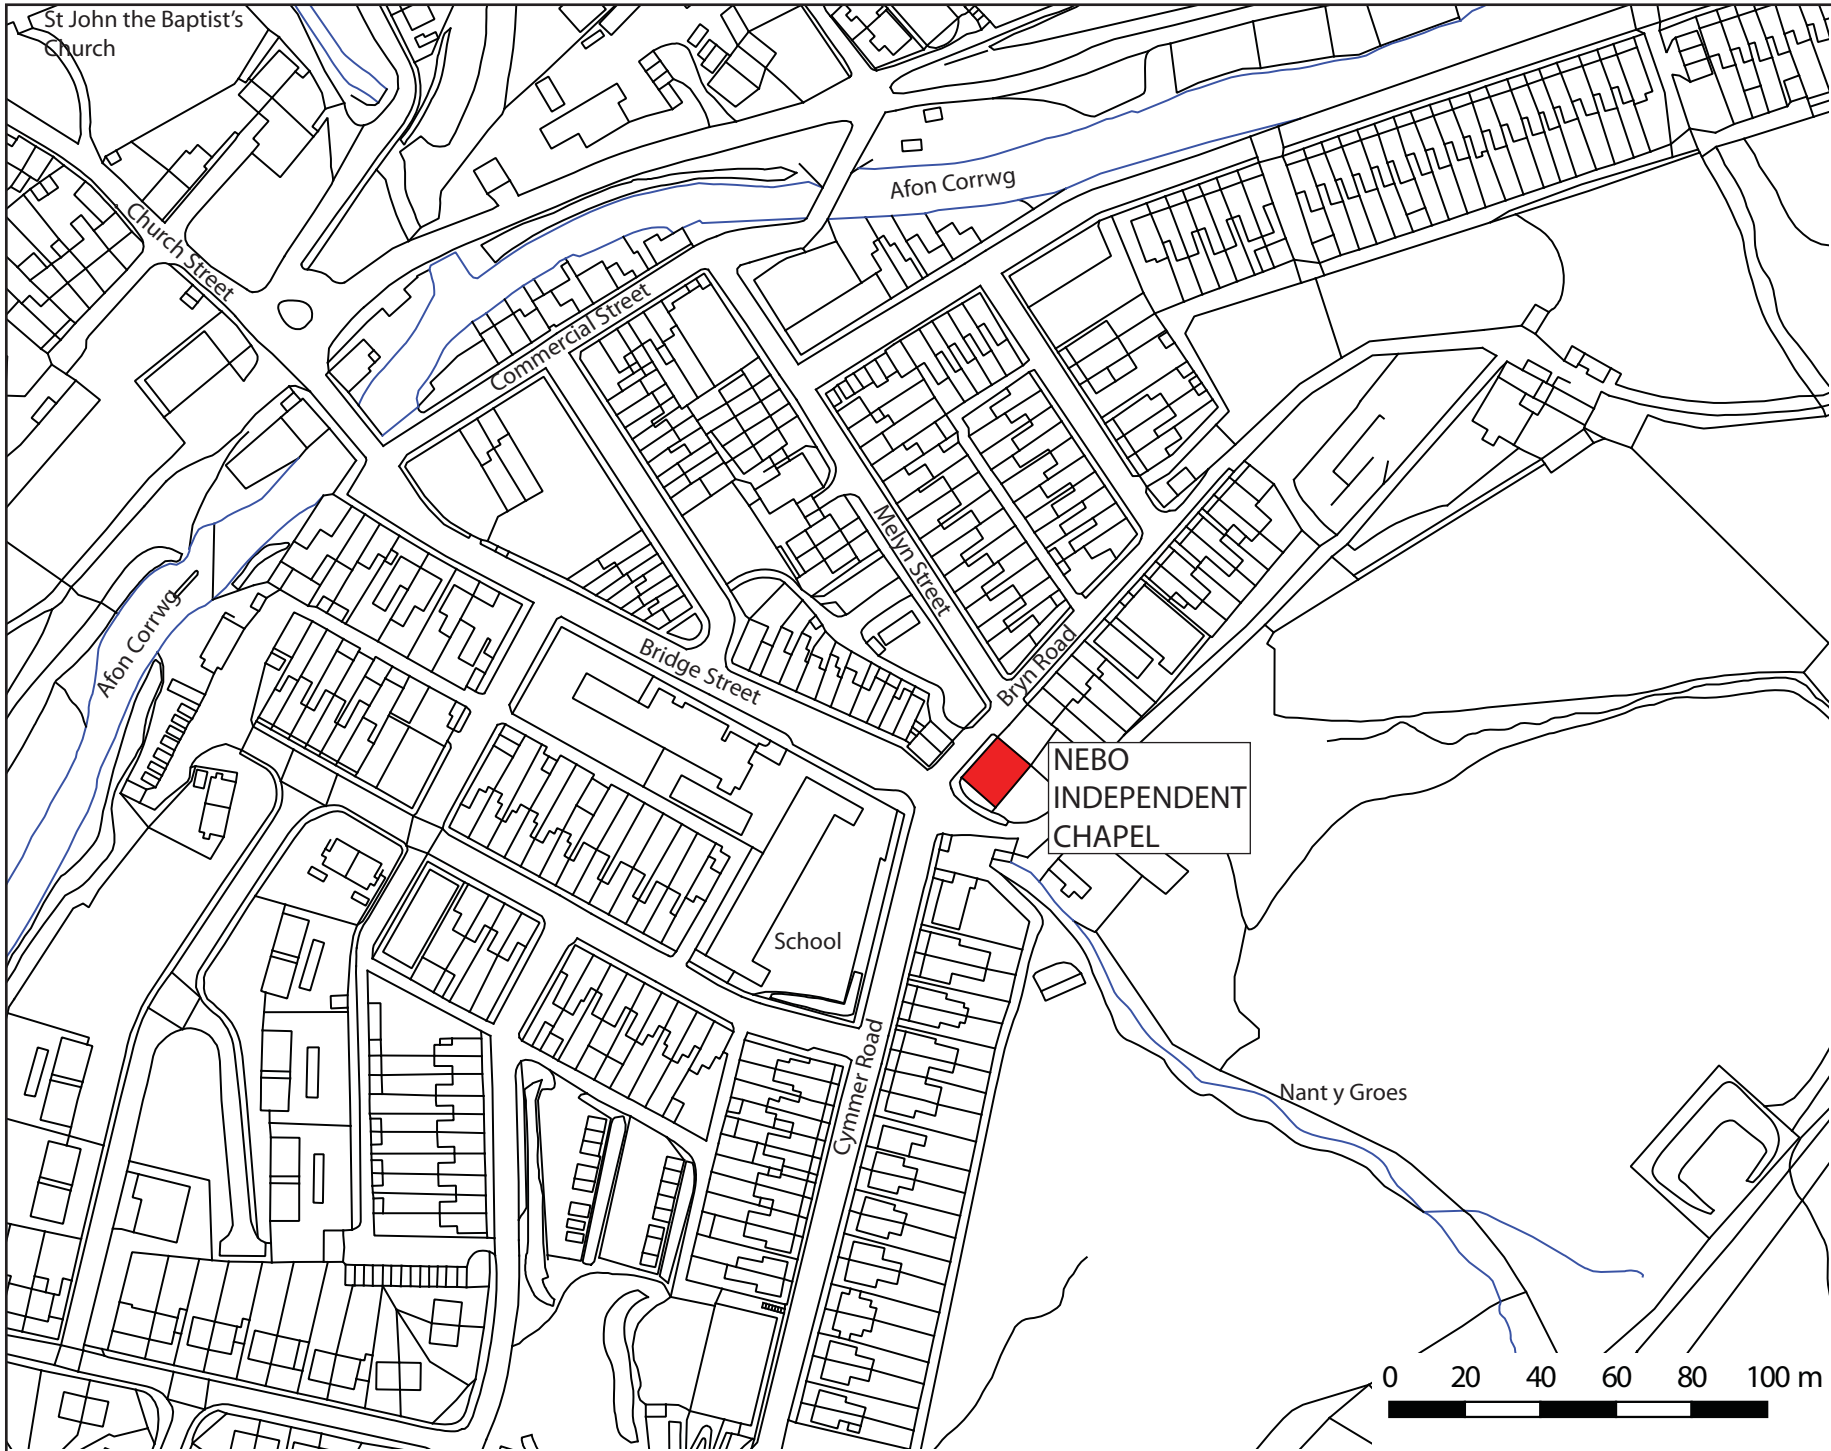 St John the Baptist's
Church
Afon Corrwg
Church Street
Commercial Street
Melyn Street
Afon Corrwg
Bridge Street
Bryn Road
NEBO
INDEPENDENT
CHAPEL
School
Cymmer Road
Nant y Groes
0 20 40 60 80 100 m